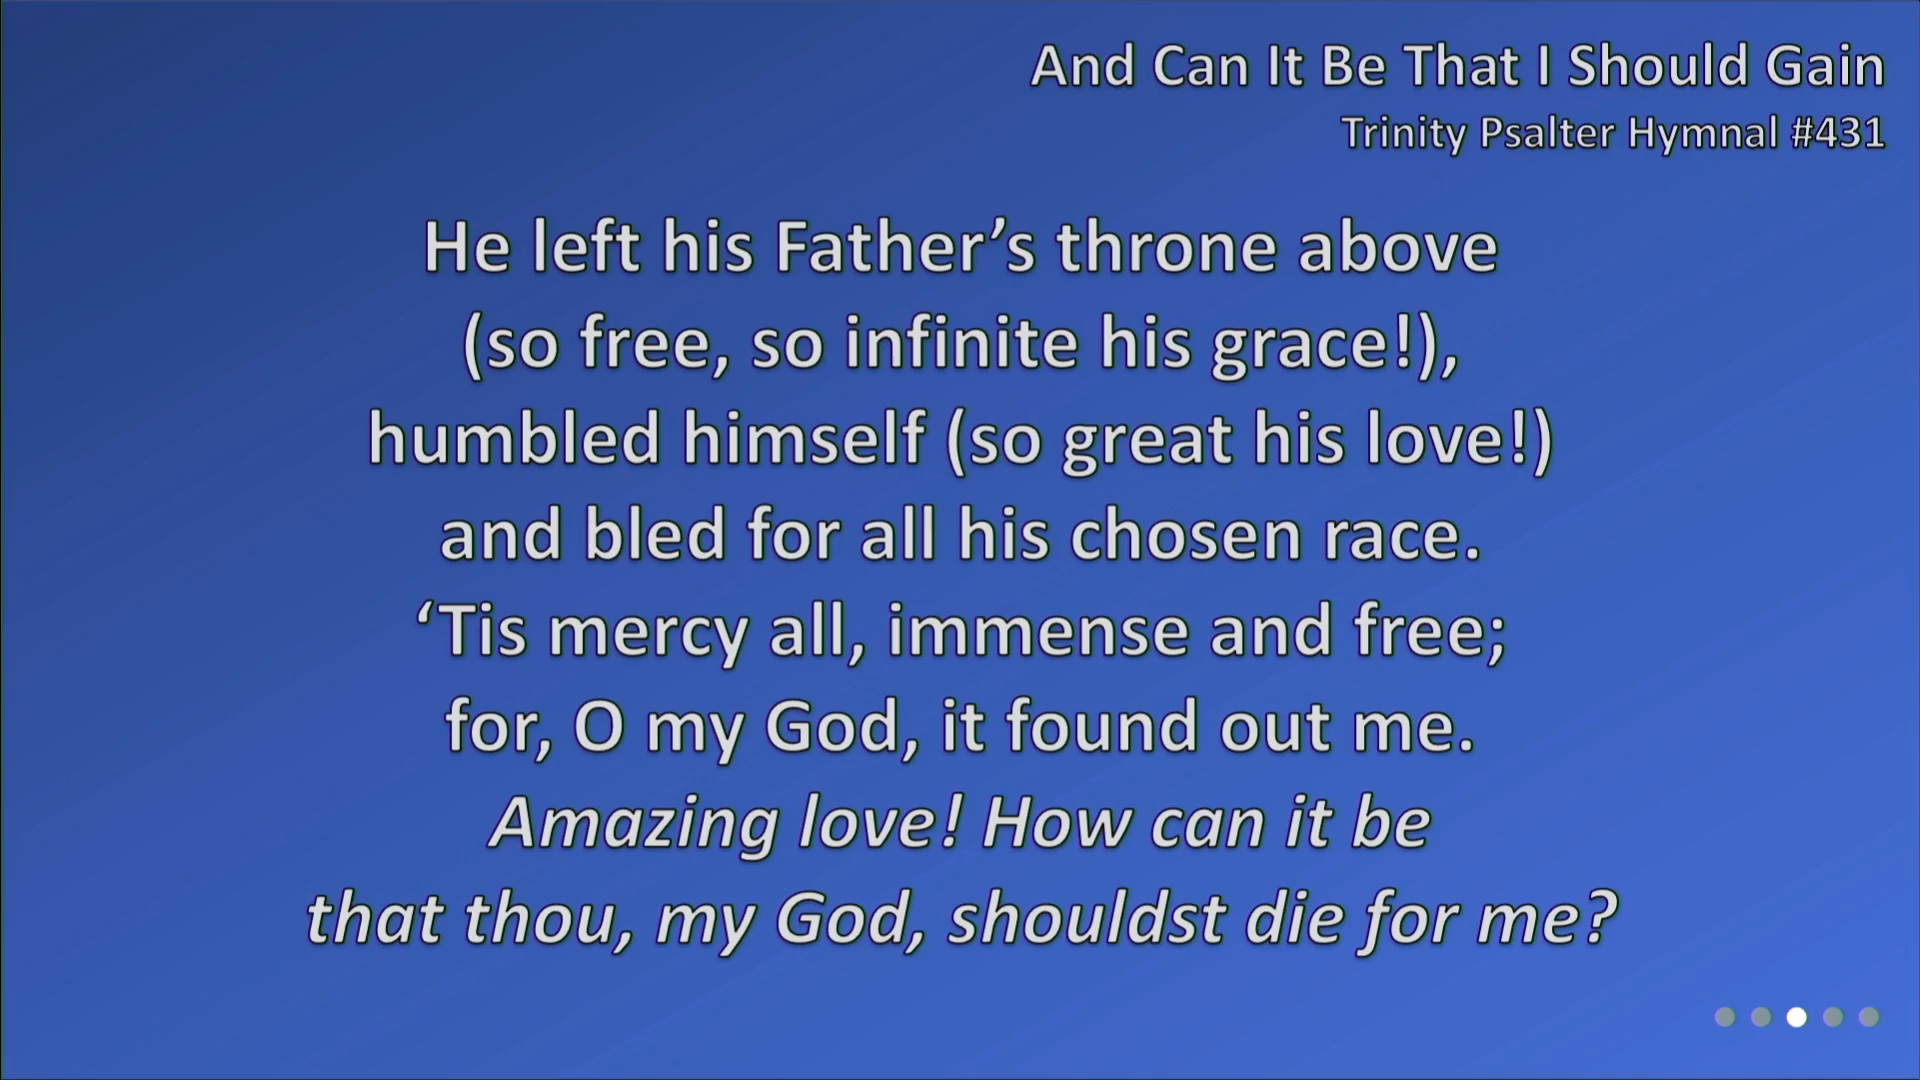 And Can It Be That I Should Gain
Trinity Psalter Hymnal #431
He left his Father’s throne above
(so free, so infinite his grace!),
humbled himself (so great his love!)
and bled for all his chosen race.
‘Tis mercy all, immense and free;
for, O my God, it found out me.
Amazing love! How can it be
that thou, my God, shouldst die for me?